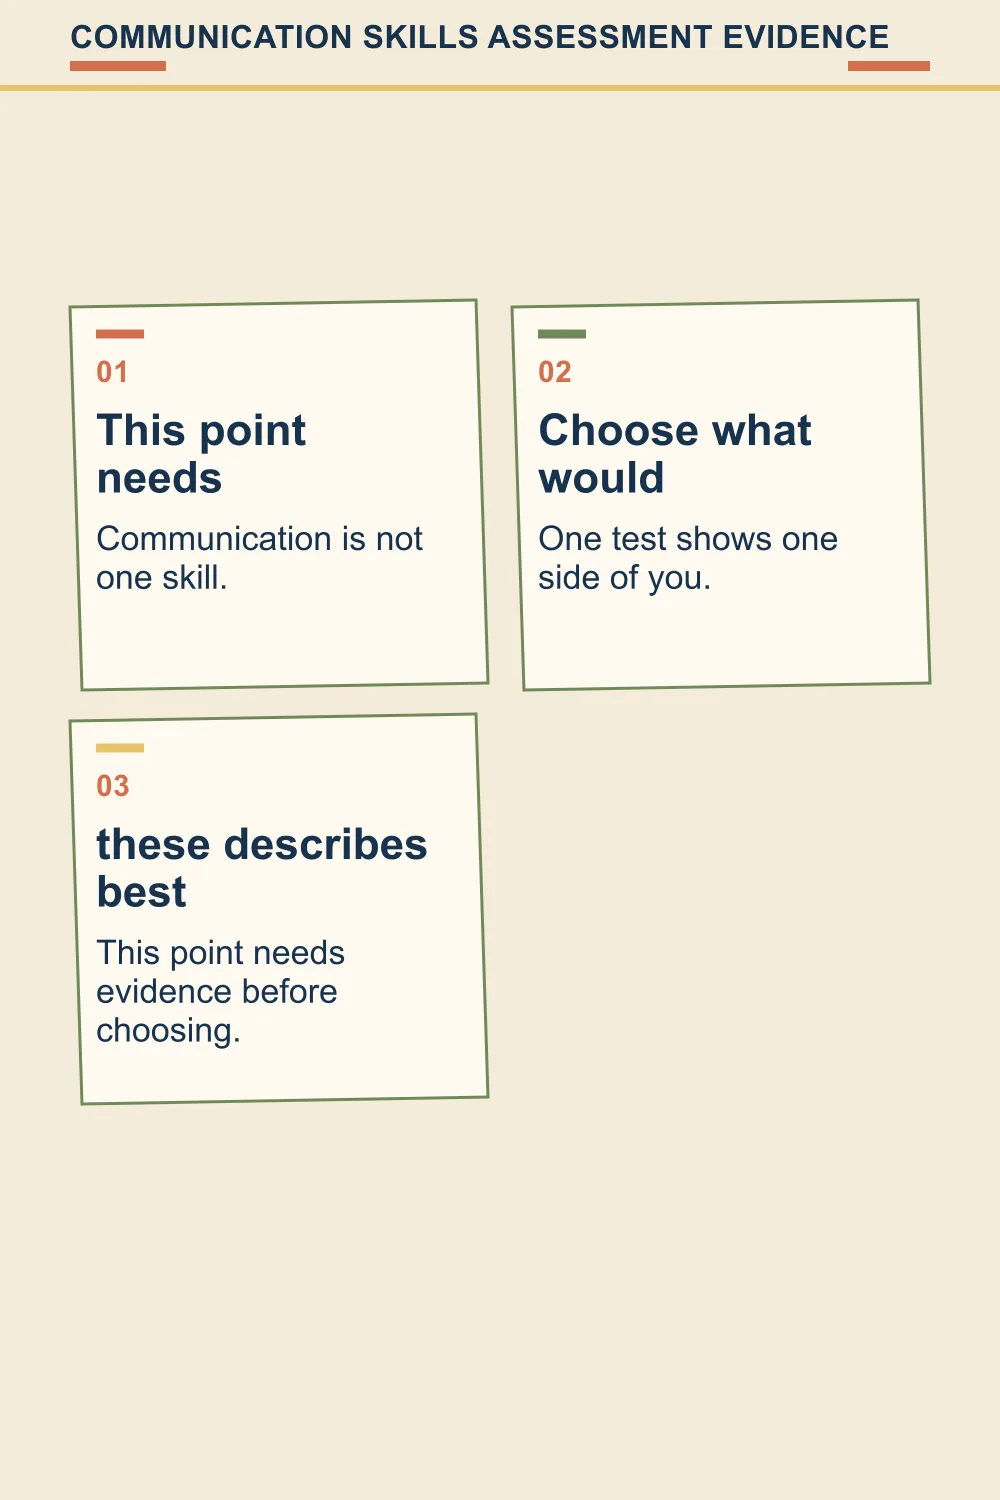 COMMUNICATION SKILLS ASSESSMENT EVIDENCE
01
This point
needs
Communication is not
one skill.
02
Choose what
would
One test shows one
side of you.
03
these describes
best
This point needs
evidence before
choosing.